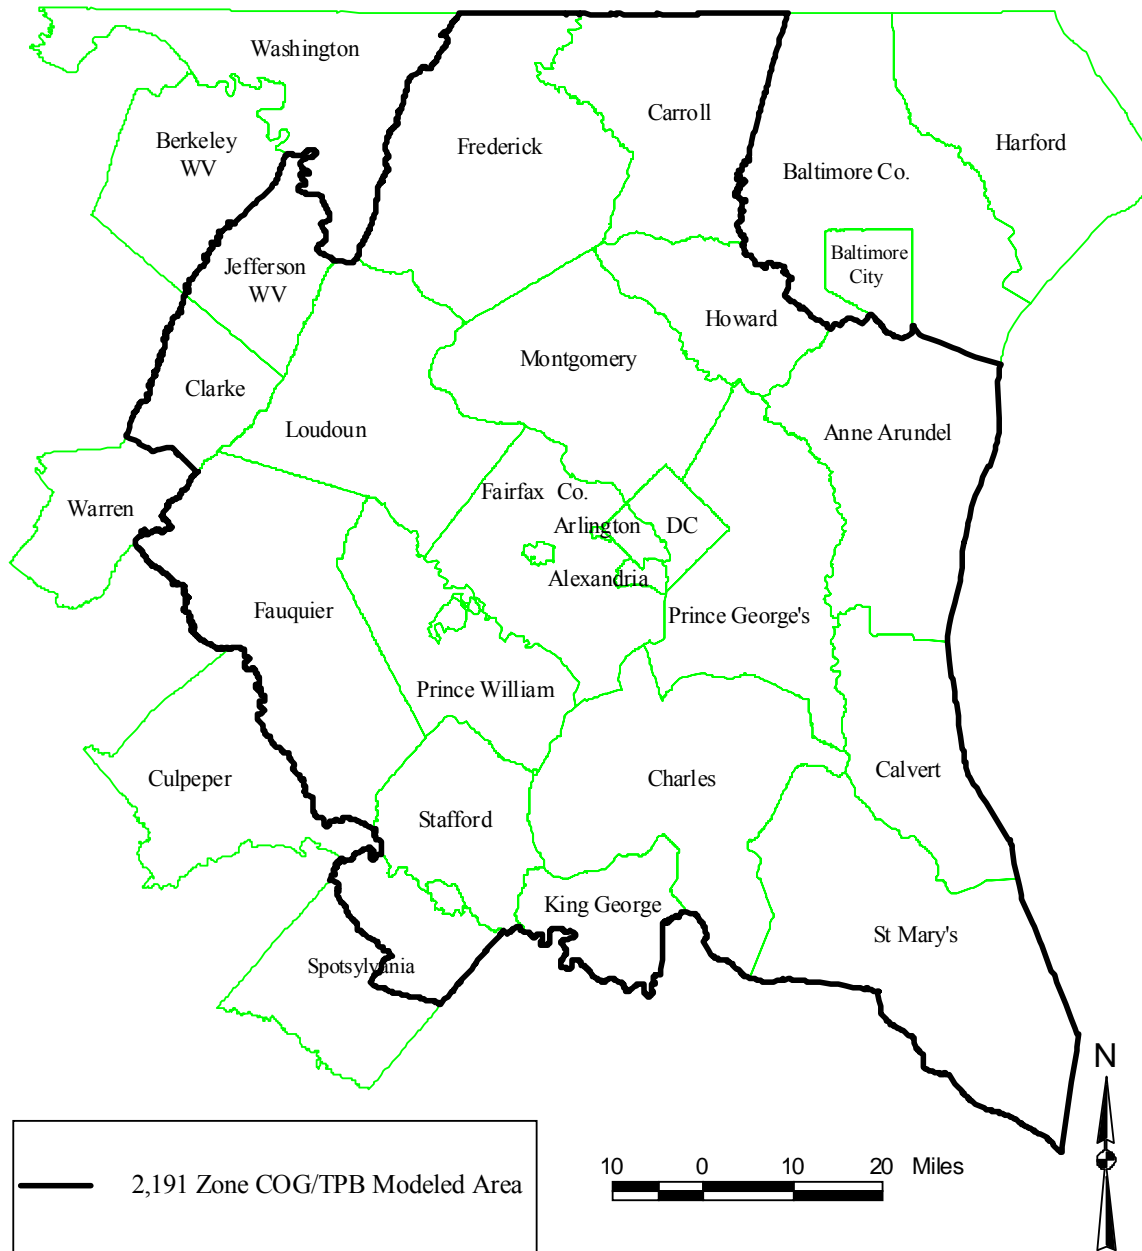 Washington
Carroll
Berkeley
WV
Frederick
Harford
Baltimore Co.
Jefferson
WV
Baltimore
City
Howard
Montgomery
Clarke
Loudoun
Anne Arundel
Fairfax Co.
Warren
Arlington
DC
Alexandria
Fauquier
Prince George's
Prince William
Culpeper
Charles
Calvert
Stafford
King George
St Mary's
Spotsylvania
N
10 0 10 20 Miles
2,191 Zone COG/TPB Modeled Area